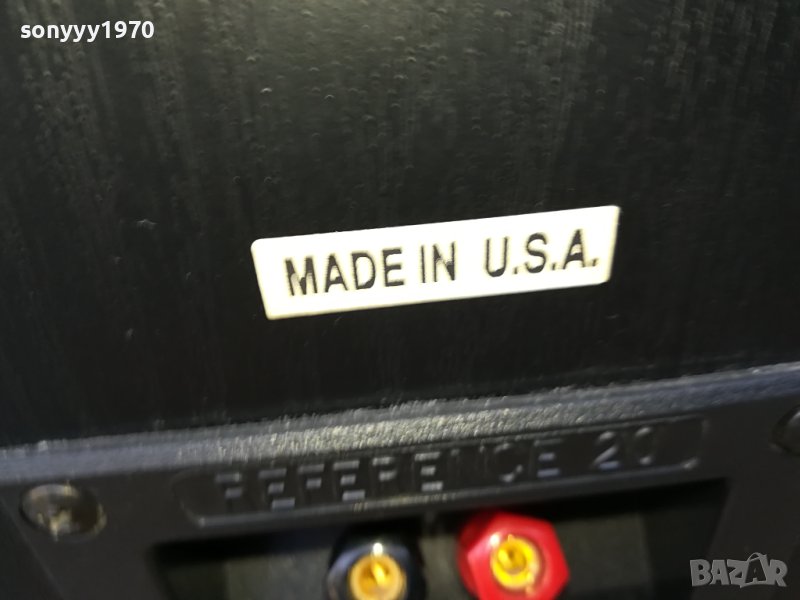 sonyyy1970
MADE IN U.S.A.
REFERENCE 20
BAZAR